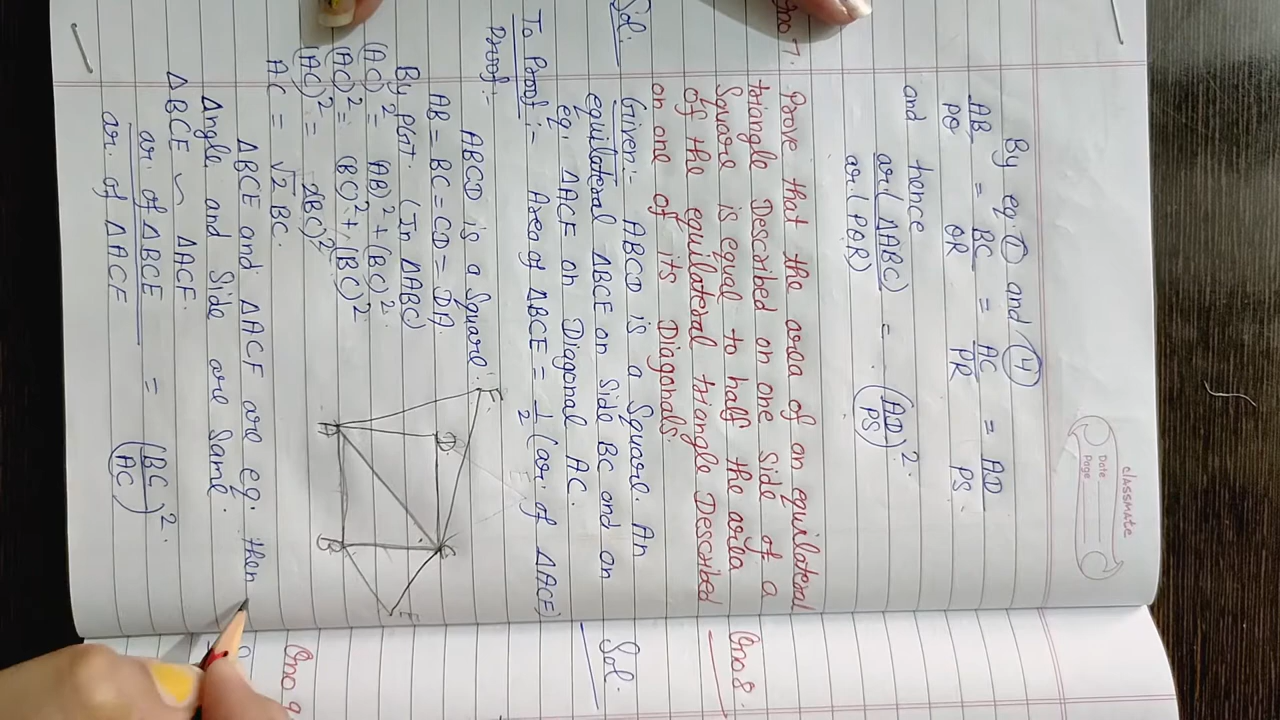 classmate
Date
Page
By eq. ① and ④
AB/PQ = BC/QR = AC/PR = AD/PS
and hence
ar(ΔABC)/ar(PQR) = (AD/PS)².
Qno 7. Prove that the area of an equilateral
triangle Described on one side of a
Square is equal to half the area
of the equilateral triangle Described
on one of its Diagonals.
Sol:
Given:- ABCD is a Square. An
equilateral ΔBCE on Side BC and on
eq. ΔACF on Diagonal AC.
To Proof:- Area of ΔBCE = 1/2 (ar of ΔACF)
Proof:-
ABCD is a Square.
AB = BC = CD = DA
By PGT. (In ΔABC)
(AC)² = AB)² + (BC)².
(AC)² = (BC)² + (BC)²
(AC)² = 2BC)²
AC = √2 BC.
F
D
C
B
E
ΔBCE and ΔACF are eq. then
Angle and Side are Same.
ΔBCE ~ ΔACF.
ar. of ΔBCE / ar. of ΔACF = (BC/AC)².
Qno 8.
Sol.
Qno 9